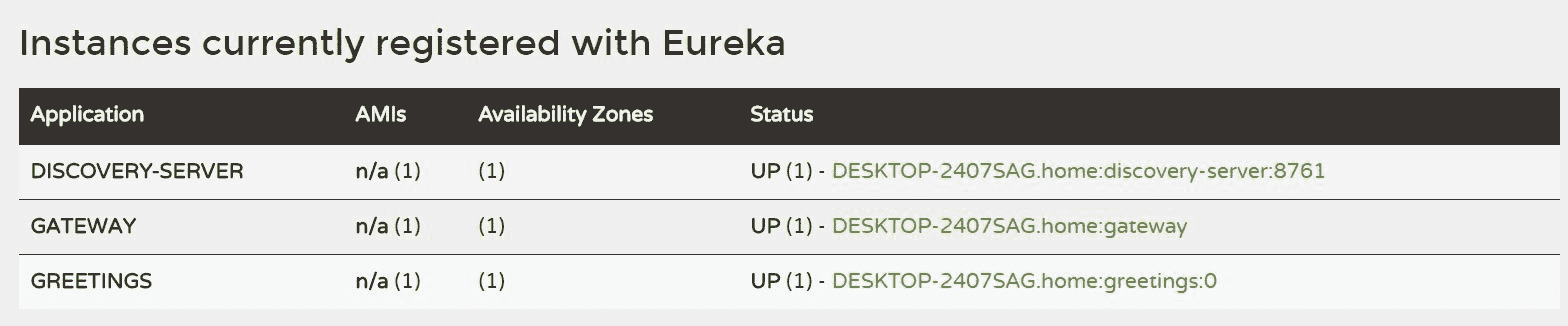 Instances currently registered with Eureka
Application AMIs Availability Zones Status
DISCOVERY-SERVER n/a (1) (1) UP (1) - DESKTOP-2407SAG.home:discovery-server:8761
GATEWAY n/a (1) (1) UP (1) - DESKTOP-2407SAG.home:gateway
GREETINGS n/a (1) (1) UP (1) - DESKTOP-2407SAG.home:greetings:0